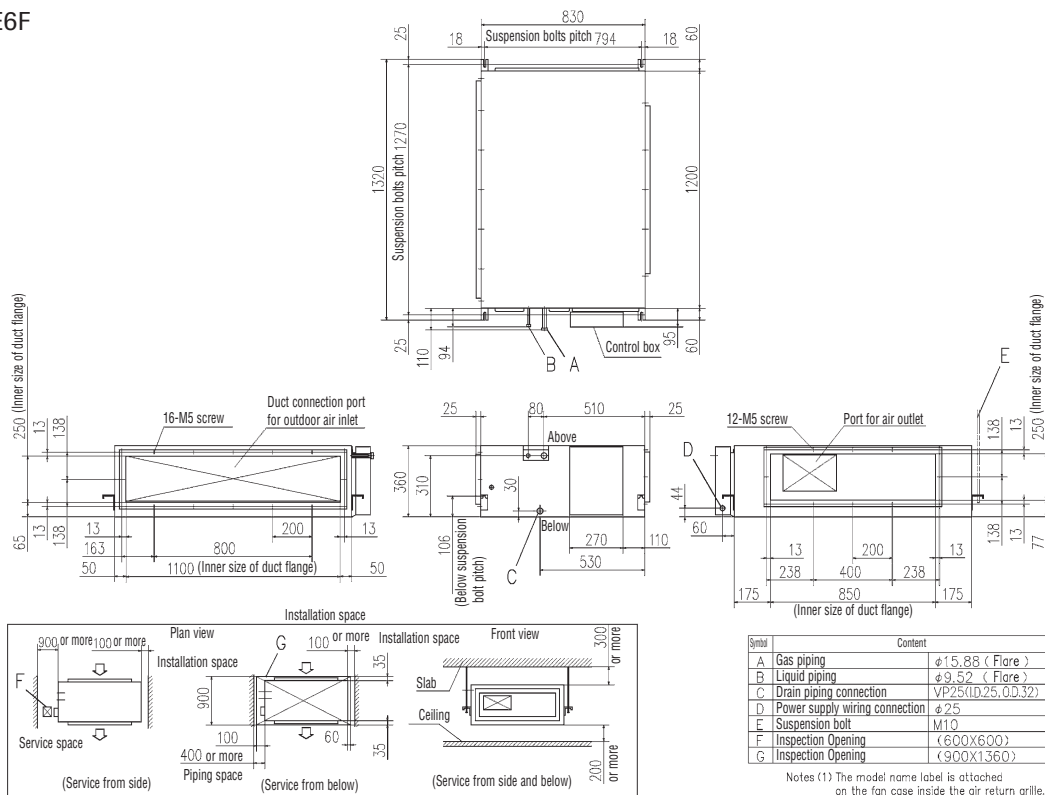 E6F
830
25
18
Suspension bolts pitch 794
18
60
1320
Suspension bolts pitch 1270
1200
25
110
94
B
A
Control box
95
60
250 (Inner size of duct flange)
13
138
16-M5 screw
Duct connection port
for outdoor air inlet
65
13
138
13
163
50
800
1100 (Inner size of duct flange)
200
13
50
25
80
510
25
Above
360
310
30
Below
106
(Below suspension
bolt pitch)
C
270
110
530
12-M5 screw
Port for air outlet
E
D
44
60
138
13
250 (Inner size of duct flange)
138
13
77
13
200
13
238
400
238
175
850
175
(Inner size of duct flange)
Installation space
900 or more
100 or more
Plan view
F
Service space
(Service from side)
G
100
or more
Installation space
Installation space
35
900
100
60
35
400 or more
Piping space
(Service from below)
Front view
300
or more
Slab
Ceiling
200
or more
(Service from side and below)
Symbol Content
A Gas piping φ15.88 ( Flare )
B Liquid piping φ9.52 ( Flare )
C Drain piping connection VP25(I.D.25, O.D.32)
D Power supply wiring connection φ25
E Suspension bolt M10
F Inspection Opening (600X600)
G Inspection Opening (900X1360)
Notes (1) The model name label is attached
on the fan case inside the air return grille.